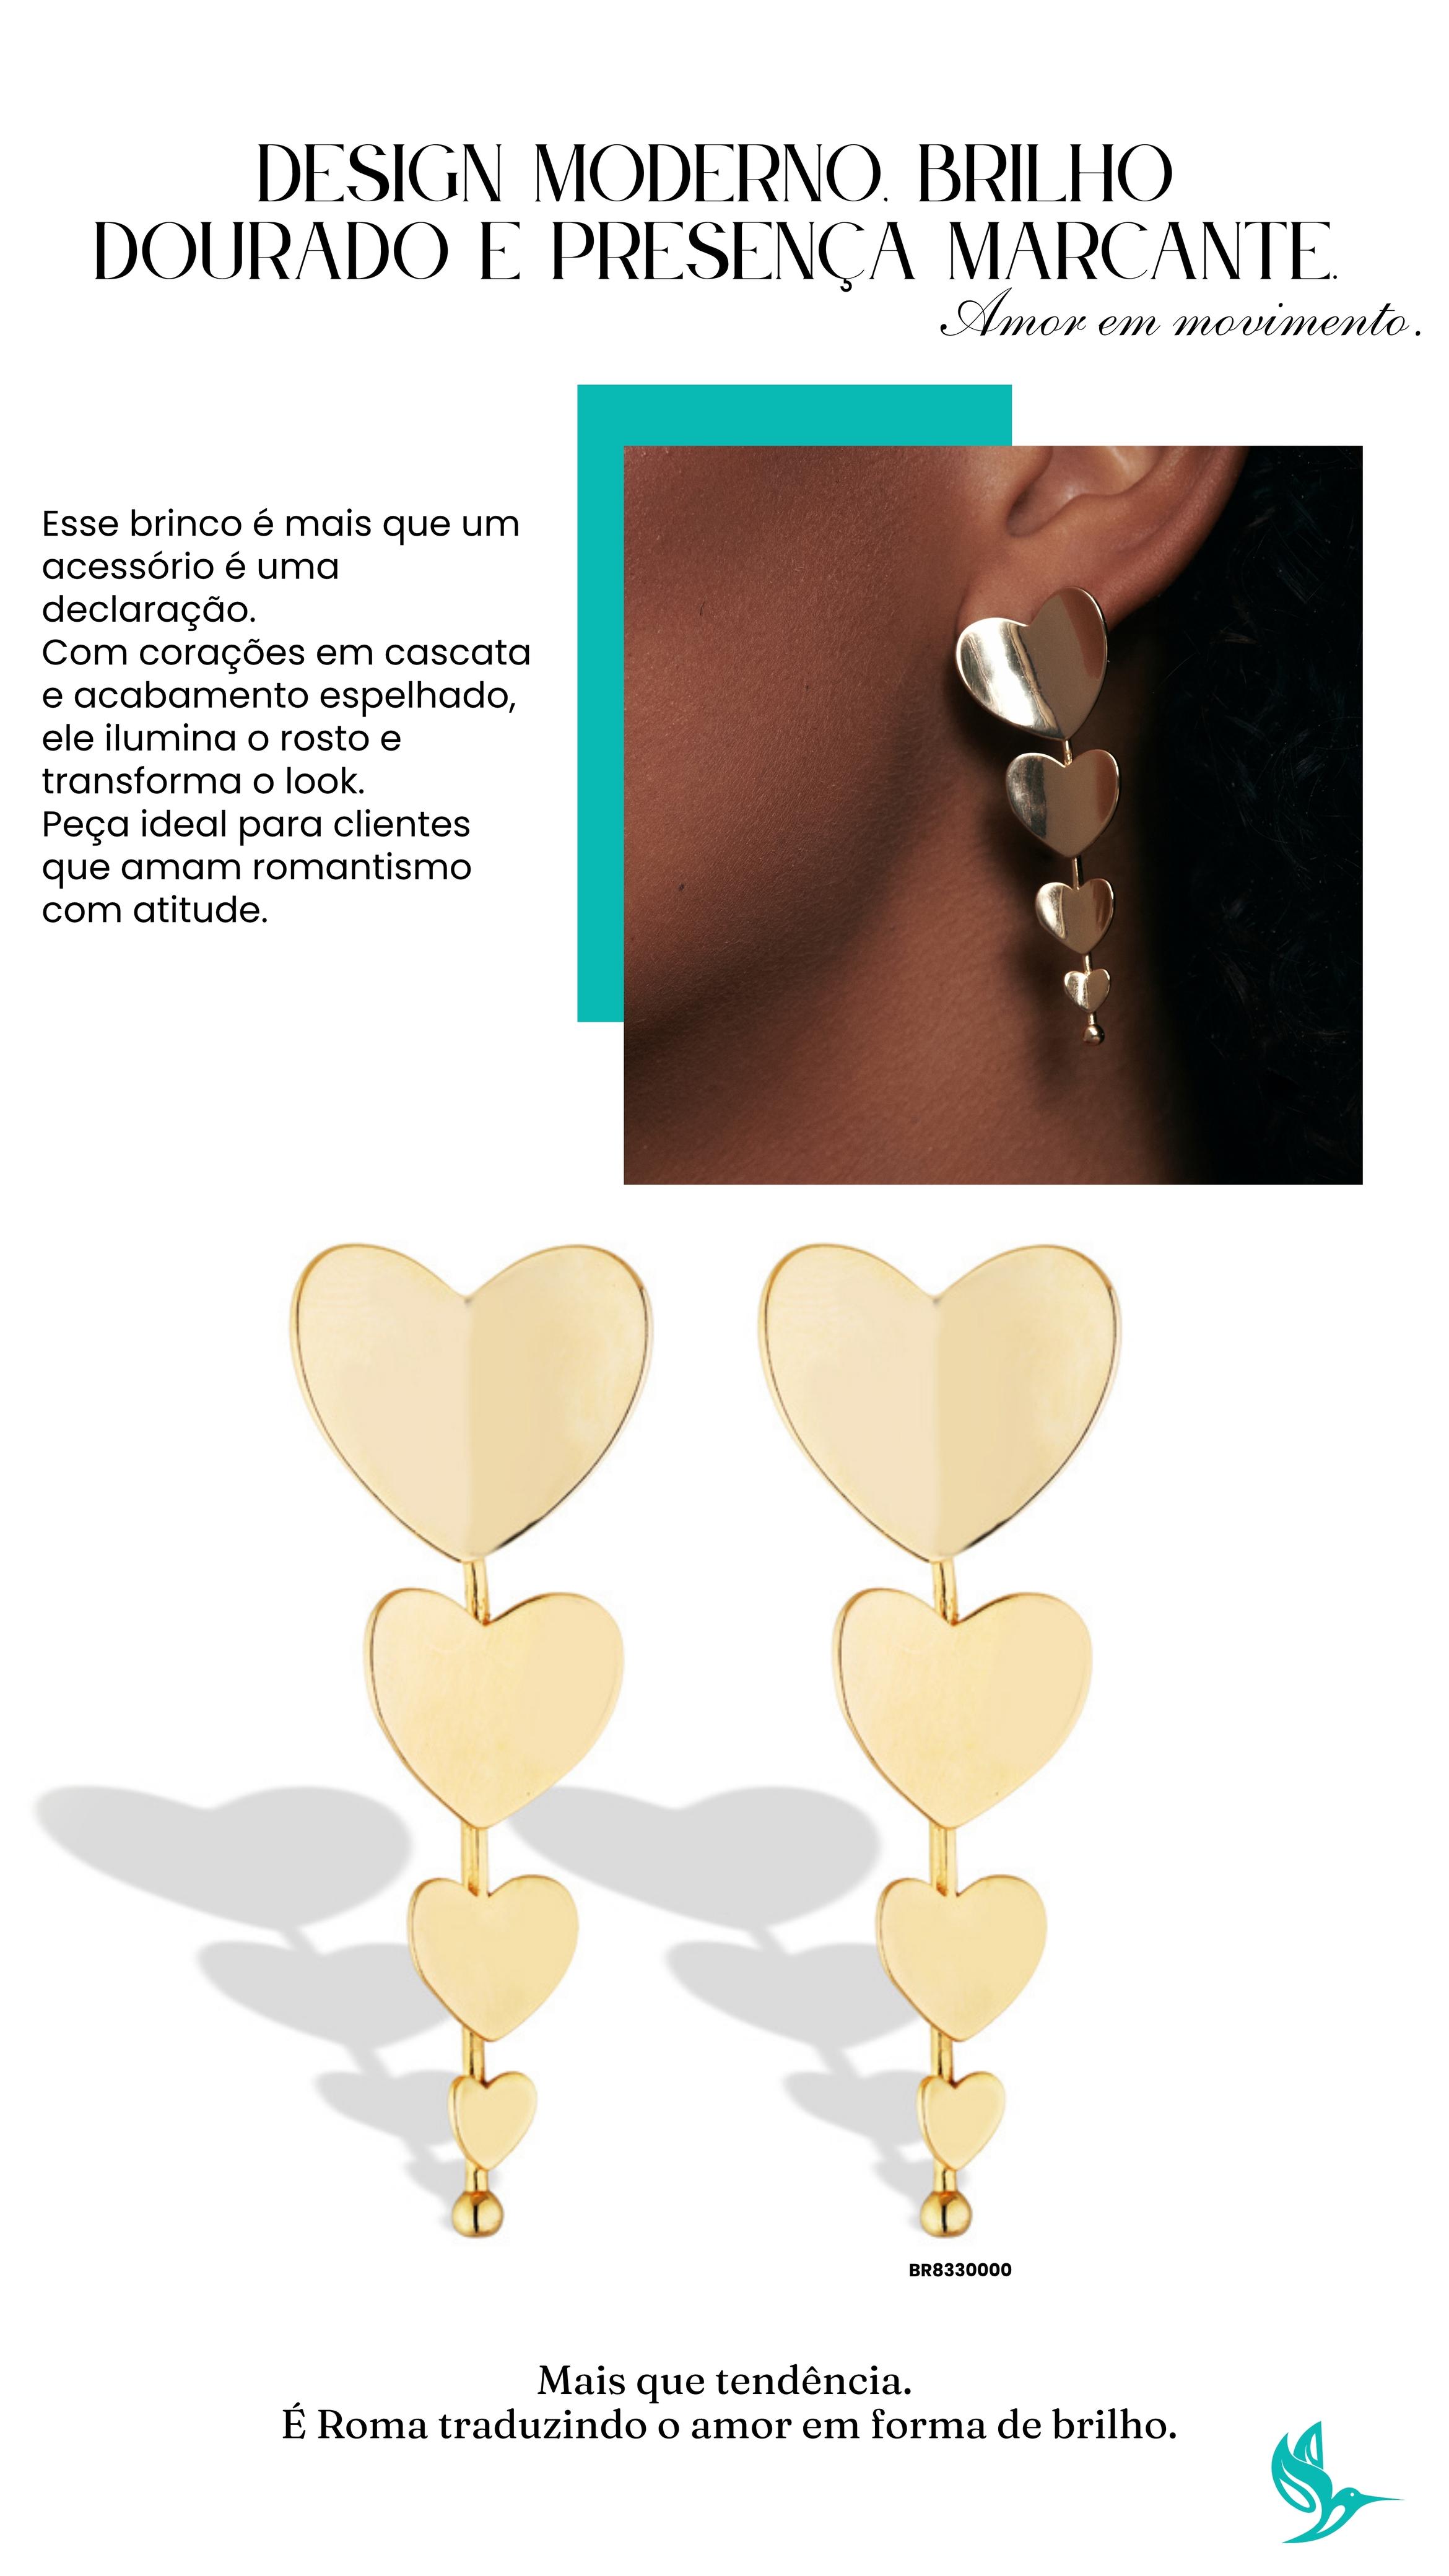 DESIGN MODERNO. BRILHO
DOURADO E PRESENÇA MARCANTE.
Amor em movimento.
Esse brinco é mais que um
acessório é uma
declaração.
Com corações em cascata
e acabamento espelhado,
ele ilumina o rosto e
transforma o look.
Peça ideal para clientes
que amam romantismo
com atitude.
BR8330000
Mais que tendência.
É Roma traduzindo o amor em forma de brilho.